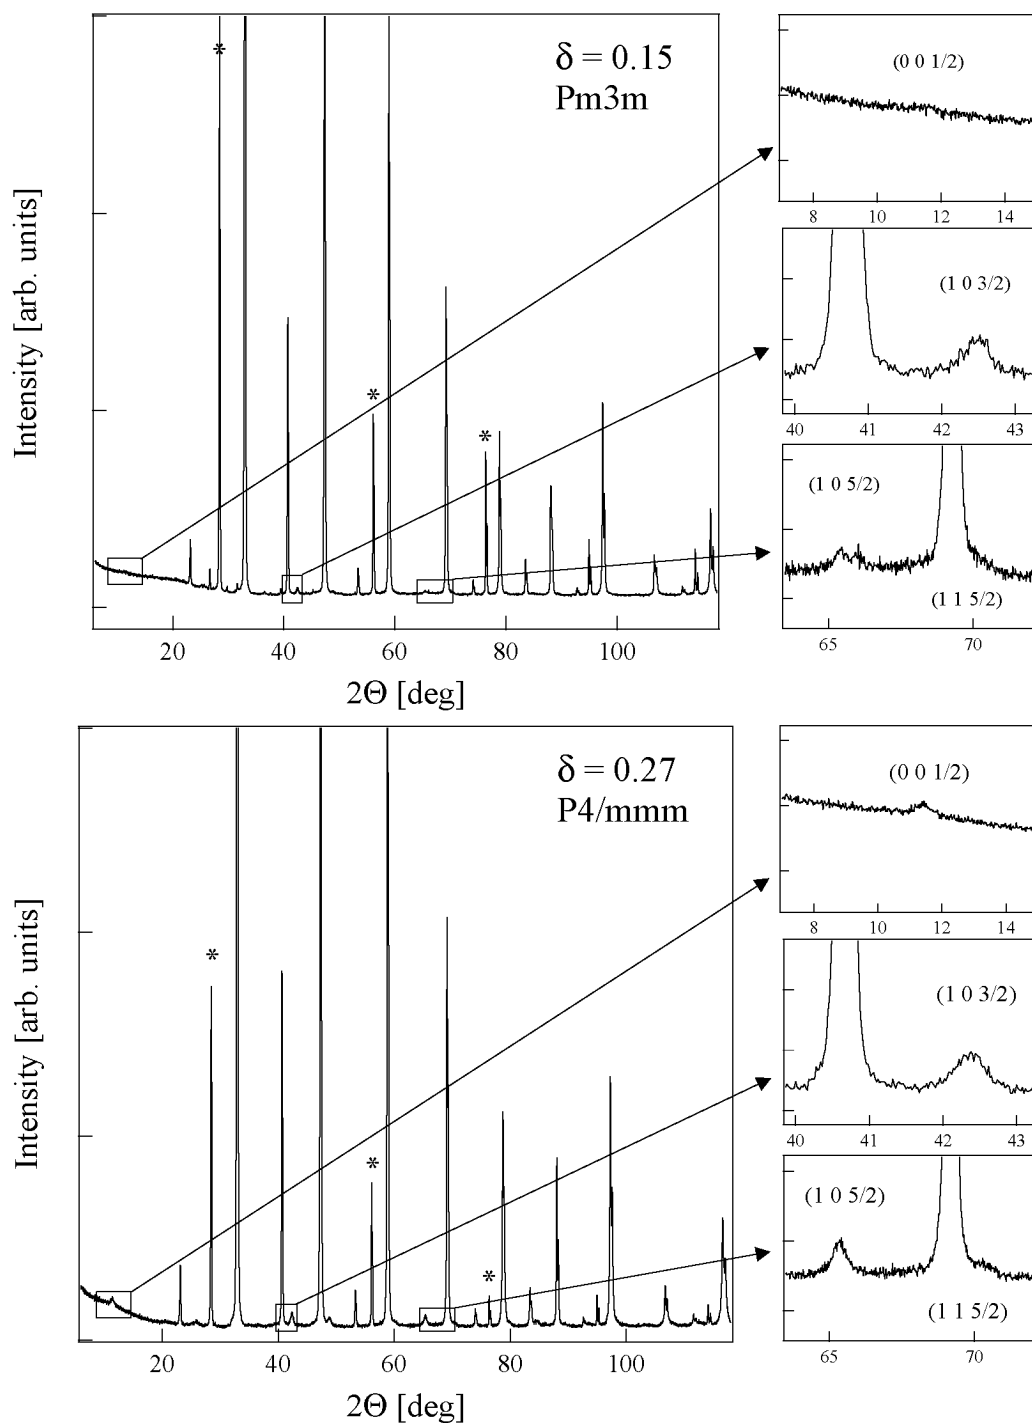 δ = 0.15
Pm3m
*
*
*
Intensity [arb. units]
20 40 60 80 100
2Θ [deg]
(0 0 1/2)
8 10 12 14
(1 0 3/2)
40 41 42 43
(1 0 5/2)
(1 1 5/2)
65 70
δ = 0.27
P4/mmm
*
*
*
Intensity [arb. units]
20 40 60 80 100
2Θ [deg]
(0 0 1/2)
8 10 12 14
(1 0 3/2)
40 41 42 43
(1 0 5/2)
(1 1 5/2)
65 70